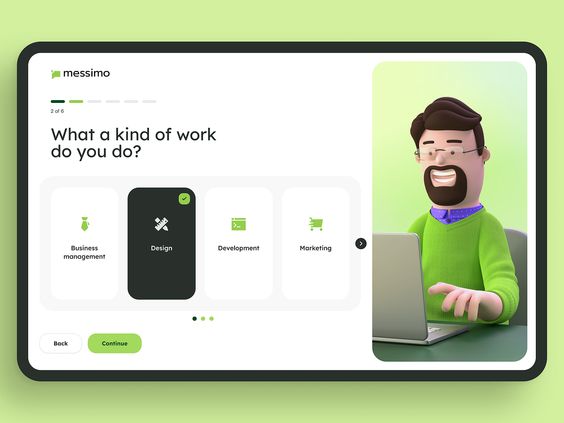 messimo
2 of 6
What a kind of work
do you do?
Business
management
Design
Development
Marketing
Back
Continue